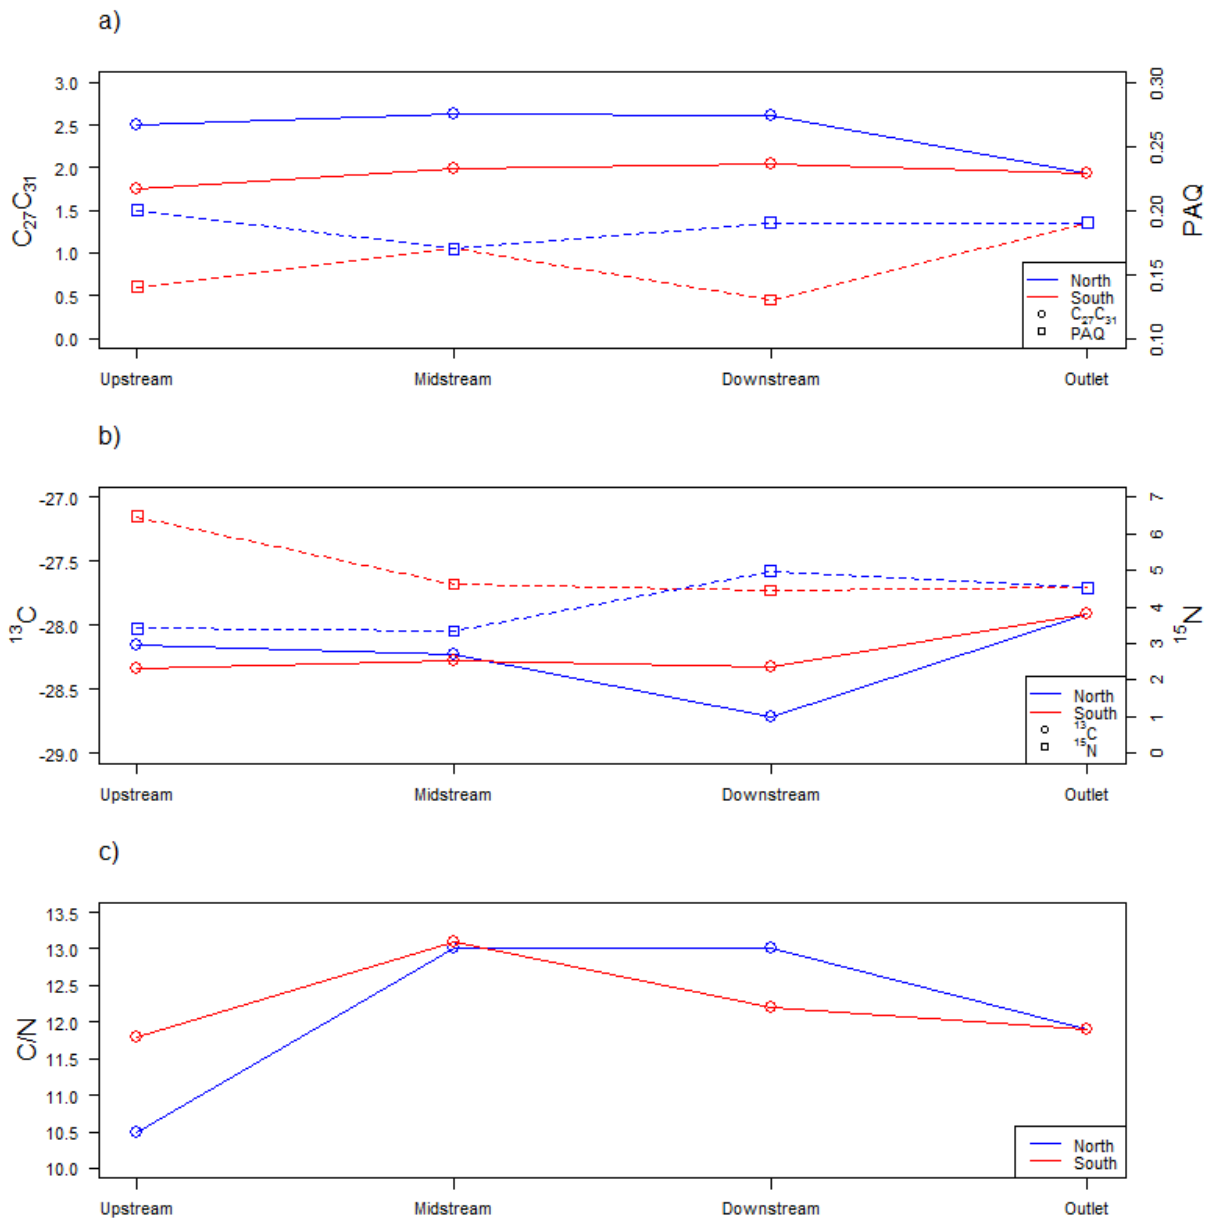 a)
3.0
2.5
2.0
1.5
1.0
0.5
0.0
C₂₇C₃₁
0.30
0.25
0.20
0.15
0.10
PAQ
North
South
C₂₇C₃₁
PAQ
Upstream Midstream Downstream Outlet
b)
-27.0
-27.5
-28.0
-28.5
-29.0
¹³C
7
6
5
4
3
2
1
0
¹⁵N
North
South
¹³C
¹⁵N
Upstream Midstream Downstream Outlet
c)
13.5
13.0
12.5
12.0
11.5
11.0
10.5
10.0
C/N
North
South
Upstream Midstream Downstream Outlet